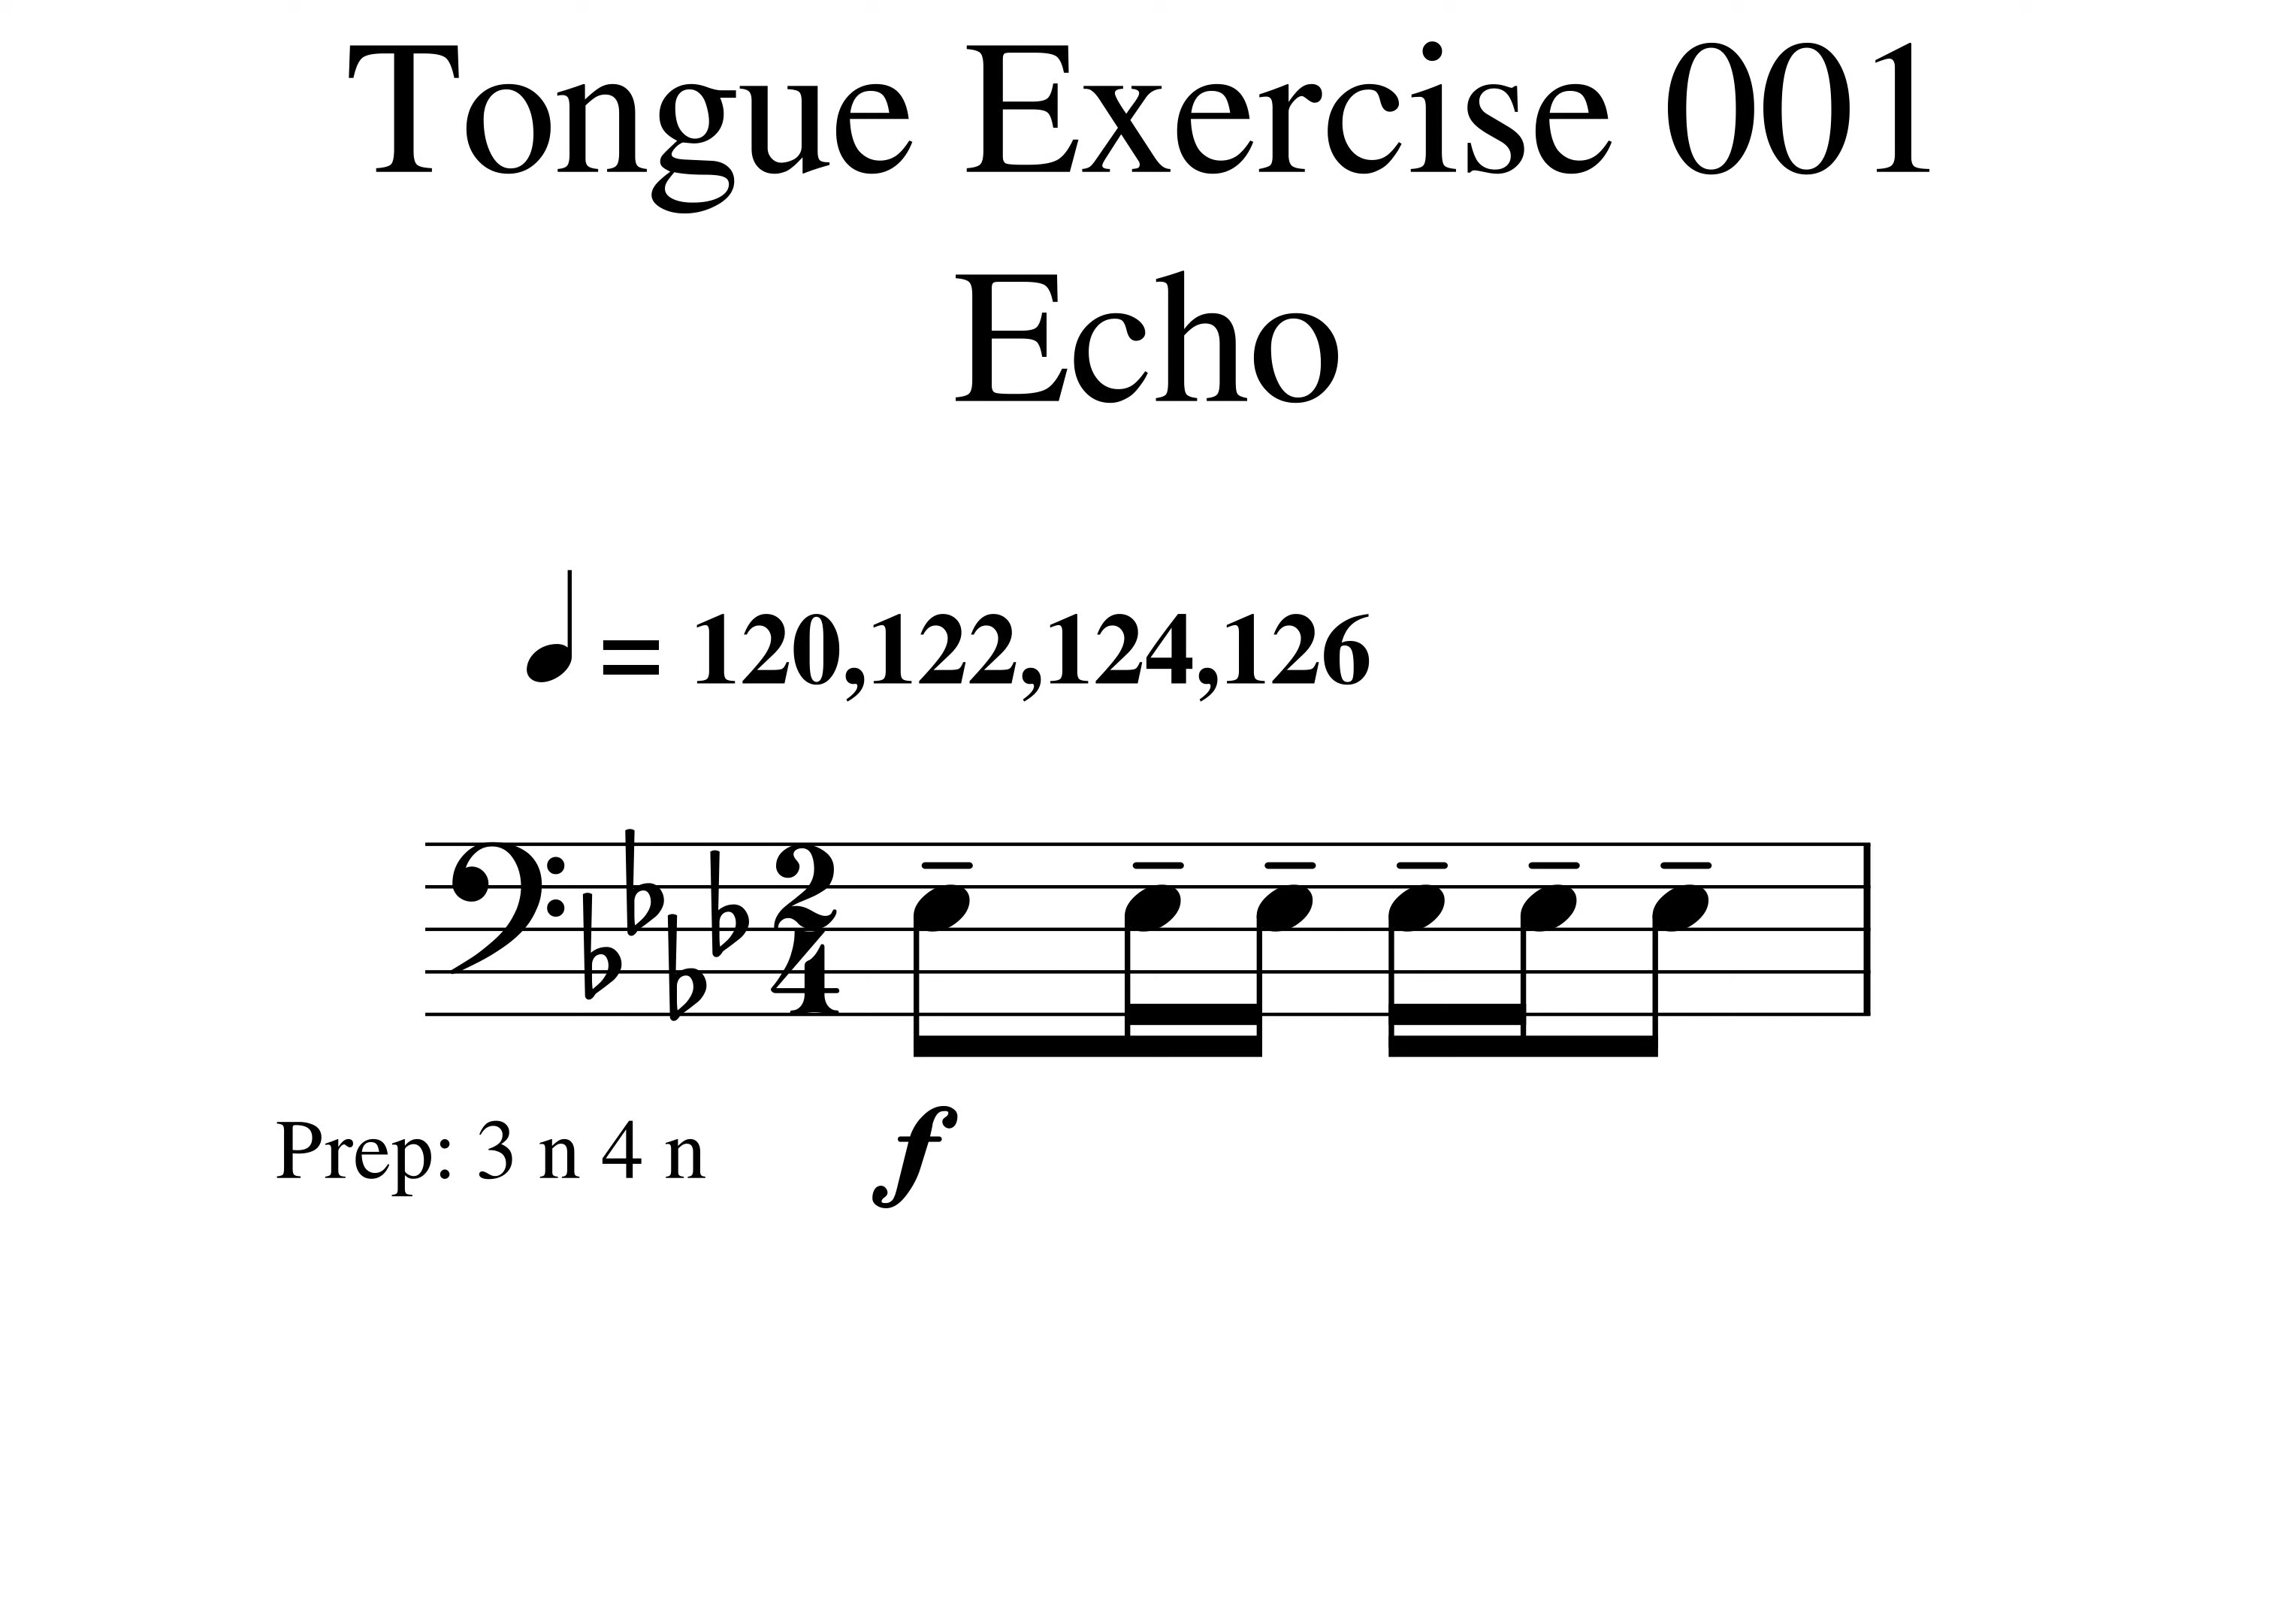 Tongue Exercise 001
Echo
♩ = 120,122,124,126
2
4
Prep: 3 n 4 n
f